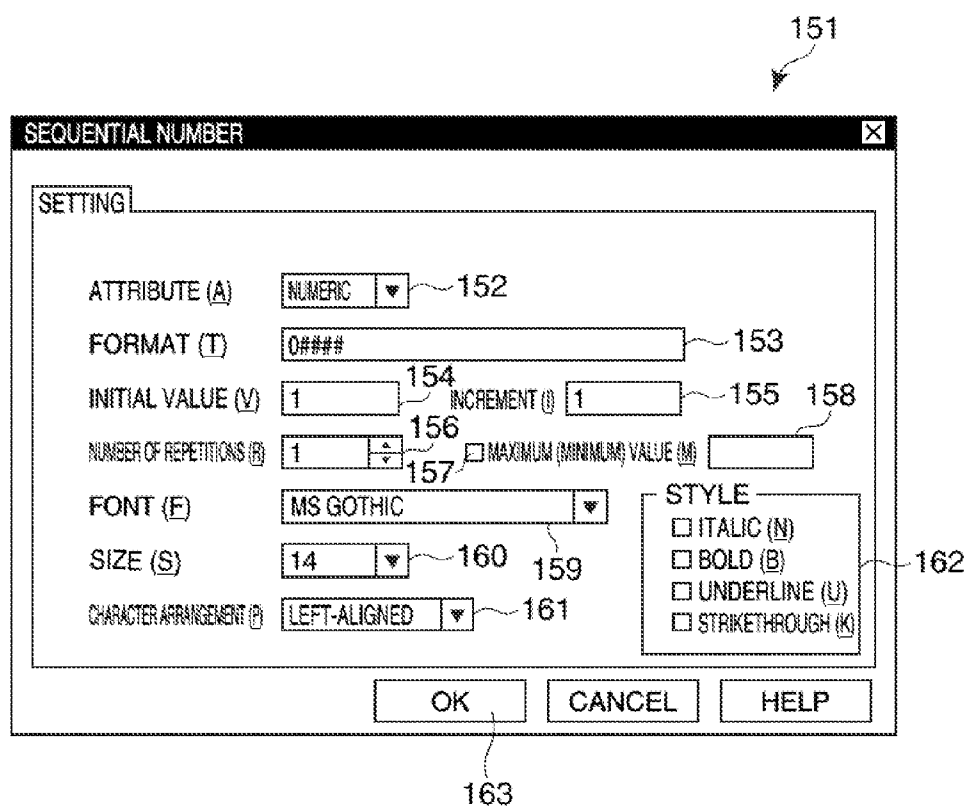 151
SEQUENTIAL NUMBER
SETTING
ATTRIBUTE (A) NUMERIC 152
FORMAT (T) 0#### 153
INITIAL VALUE (V) 1 154 INCREMENT (I) 1 155 158
NUMBER OF REPETITIONS (R) 1 156 157 MAXIMUM (MINIMUM) VALUE (M)
FONT (F) MS GOTHIC 159
STYLE
ITALIC (N)
BOLD (B)
UNDERLINE (U)
STRIKETHROUGH (K)
162
SIZE (S) 14 160
CHARACTER ARRANGEMENT (P) LEFT-ALIGNED 161
OK CANCEL HELP
163